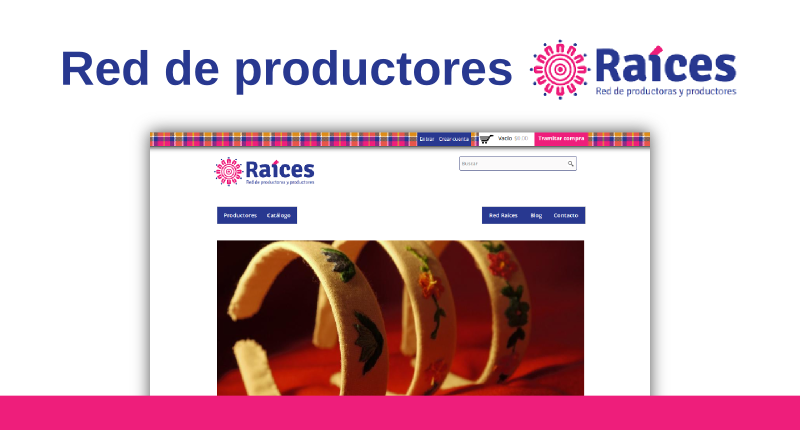 Red de productores
Raíces
Red de productoras y productores
Entrar Crear cuenta
Vacío $0.00
Tramitar compra
Raíces
Red de productoras y productores
Buscar
Productores Catálogo
Red Raíces Blog Contacto